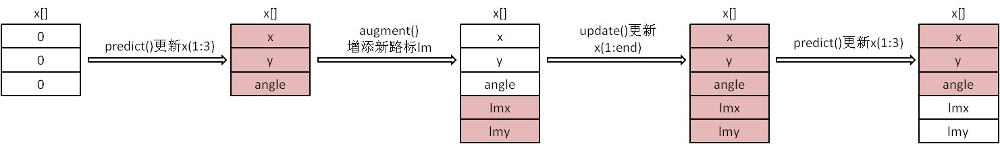 x[]
0
0
0
predict()更新x(1:3)
x[]
x
y
angle
augment()
增添新路标lm
x[]
x
y
angle
lmx
lmy
update()更新
x(1:end)
x[]
x
y
angle
lmx
lmy
predict()更新x(1:3)
x[]
x
y
angle
lmx
lmy